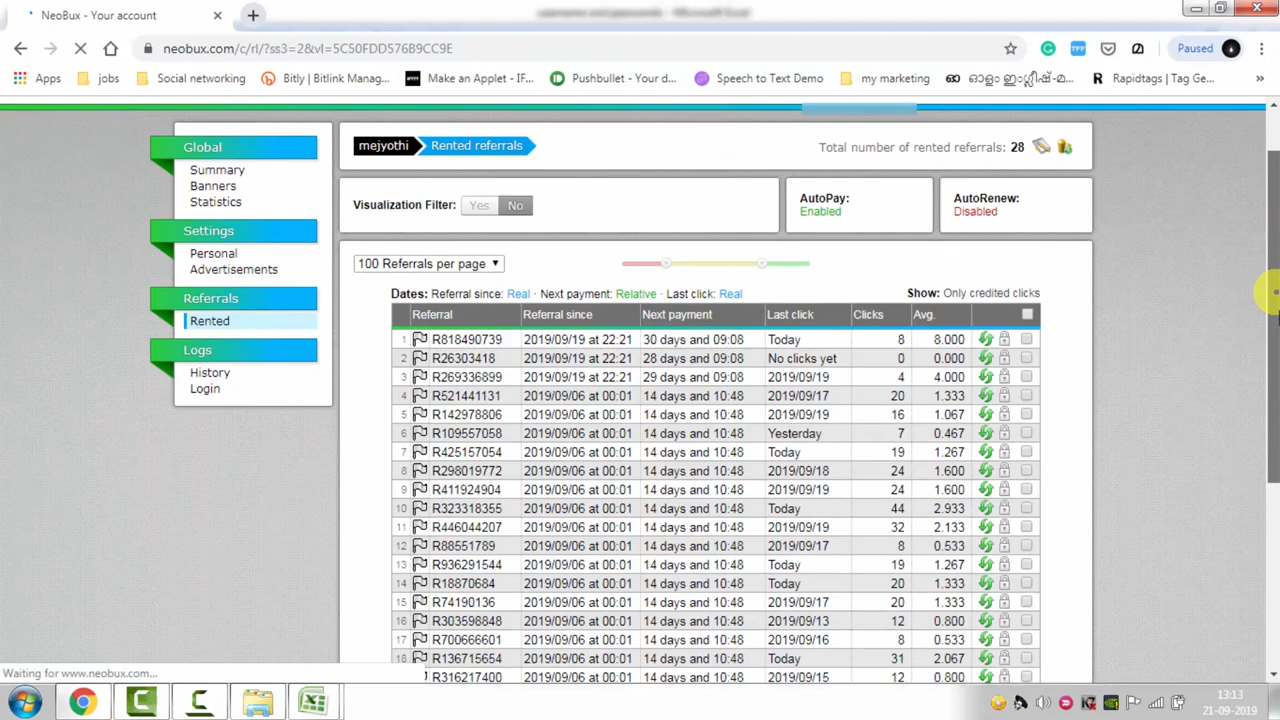 NeoBux - Your account
neobux.com/c/rl/?ss3=2&vl=5C50FDD576B9CC9E
Paused
Apps jobs Social networking Bitly | Bitlink Manag... Make an Applet - IF... Pushbullet - Your d... Speech to Text Demo my marketing ഓളം ഇംഗ്ലീഷ്-മ... Rapidtags | Tag Ge... »
Global
Summary
Banners
Statistics
Settings
Personal
Advertisements
Referrals
Rented
Logs
History
Login
mejyothi Rented referrals Total number of rented referrals: 28
Visualization Filter: Yes No
AutoPay:
Enabled
AutoRenew:
Disabled
100 Referrals per page
Dates: Referral since: Real · Next payment: Relative · Last click: Real Show: Only credited clicks
Referral Referral since Next payment Last click Clicks Avg.
1 R818490739 2019/09/19 at 22:21 30 days and 09:08 Today 8 8.000
2 R26303418 2019/09/19 at 22:21 28 days and 09:08 No clicks yet 0 0.000
3 R269336899 2019/09/19 at 22:21 29 days and 09:08 2019/09/19 4 4.000
4 R521441131 2019/09/06 at 00:01 14 days and 10:48 2019/09/17 20 1.333
5 R142978806 2019/09/06 at 00:01 14 days and 10:48 2019/09/19 16 1.067
6 R109557058 2019/09/06 at 00:01 14 days and 10:48 Yesterday 7 0.467
7 R425157054 2019/09/06 at 00:01 14 days and 10:48 Today 19 1.267
8 R298019772 2019/09/06 at 00:01 14 days and 10:48 2019/09/18 24 1.600
9 R411924904 2019/09/06 at 00:01 14 days and 10:48 2019/09/19 24 1.600
10 R323318355 2019/09/06 at 00:01 14 days and 10:48 Today 44 2.933
11 R446044207 2019/09/06 at 00:01 14 days and 10:48 2019/09/19 32 2.133
12 R88551789 2019/09/06 at 00:01 14 days and 10:48 2019/09/17 8 0.533
13 R936291544 2019/09/06 at 00:01 14 days and 10:48 Today 19 1.267
14 R18870684 2019/09/06 at 00:01 14 days and 10:48 Today 20 1.333
15 R74190136 2019/09/06 at 00:01 14 days and 10:48 2019/09/17 20 1.333
16 R303598848 2019/09/06 at 00:01 14 days and 10:48 2019/09/13 12 0.800
17 R700666601 2019/09/06 at 00:01 14 days and 10:48 2019/09/16 8 0.533
18 R136715654 2019/09/06 at 00:01 14 days and 10:48 Today 31 2.067
R316217400 2019/09/06 at 00:01 14 days and 10:48 2019/09/15 12 0.800
Waiting for www.neobux.com...
13:13
21-09-2019